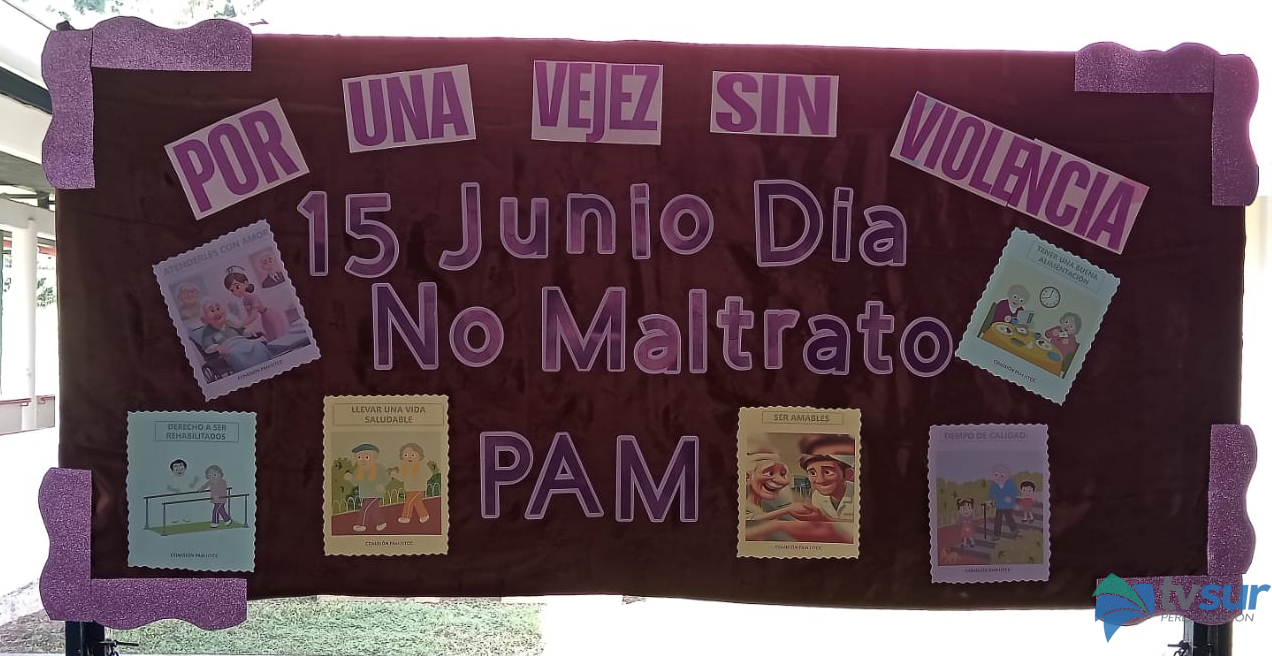 POR UNA VEJEZ SIN VIOLENCIA
15 Junio Dia
No Maltrato
PAM
ATENDERLES CON AMOR
TENER UNA BUENA
ALIMENTACIÓN
DERECHO A SER
REHABILITADOS
LLEVAR UNA VIDA
SALUDABLE
SER AMABLES
TIEMPO DE CALIDAD
tvsur